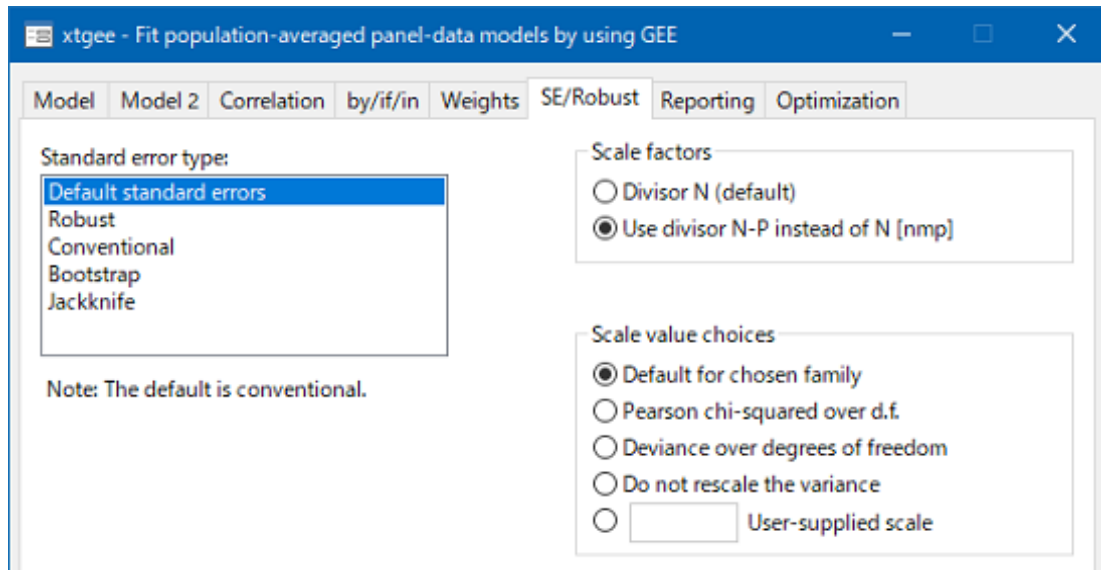 xtgee - Fit population-averaged panel-data models by using GEE
Model Model 2 Correlation by/if/in Weights SE/Robust Reporting Optimization
Standard error type:
Default standard errors
Robust
Conventional
Bootstrap
Jackknife
Note: The default is conventional.
Scale factors
Divisor N (default)
Use divisor N-P instead of N [nmp]
Scale value choices
Default for chosen family
Pearson chi-squared over d.f.
Deviance over degrees of freedom
Do not rescale the variance
User-supplied scale